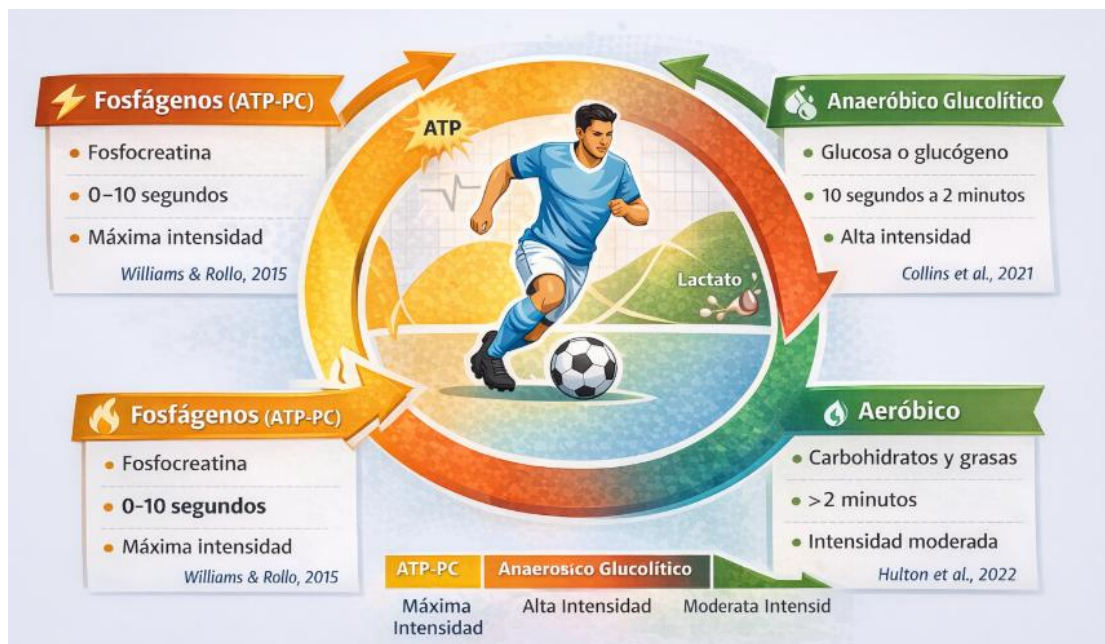 Fosfágenos (ATP-PC)
Fosfocreatina
0–10 segundos
Máxima intensidad
Williams & Rollo, 2015
ATP
Anaeróbico Glucolítico
Glucosa o glucógeno
10 segundos a 2 minutos
Alta intensidad
Collins et al., 2021
Lactato
Fosfágenos (ATP-PC)
Fosfocreatina
0–10 segundos
Máxima intensidad
Williams & Rollo, 2015
Aeróbico
Carbohidratos y grasas
>2 minutos
Intensidad moderada
Hulton et al., 2022
ATP-PC
Anaerosico Glucolítico
Máxima
Intensidad
Alta Intensidad
Moderata Intensid